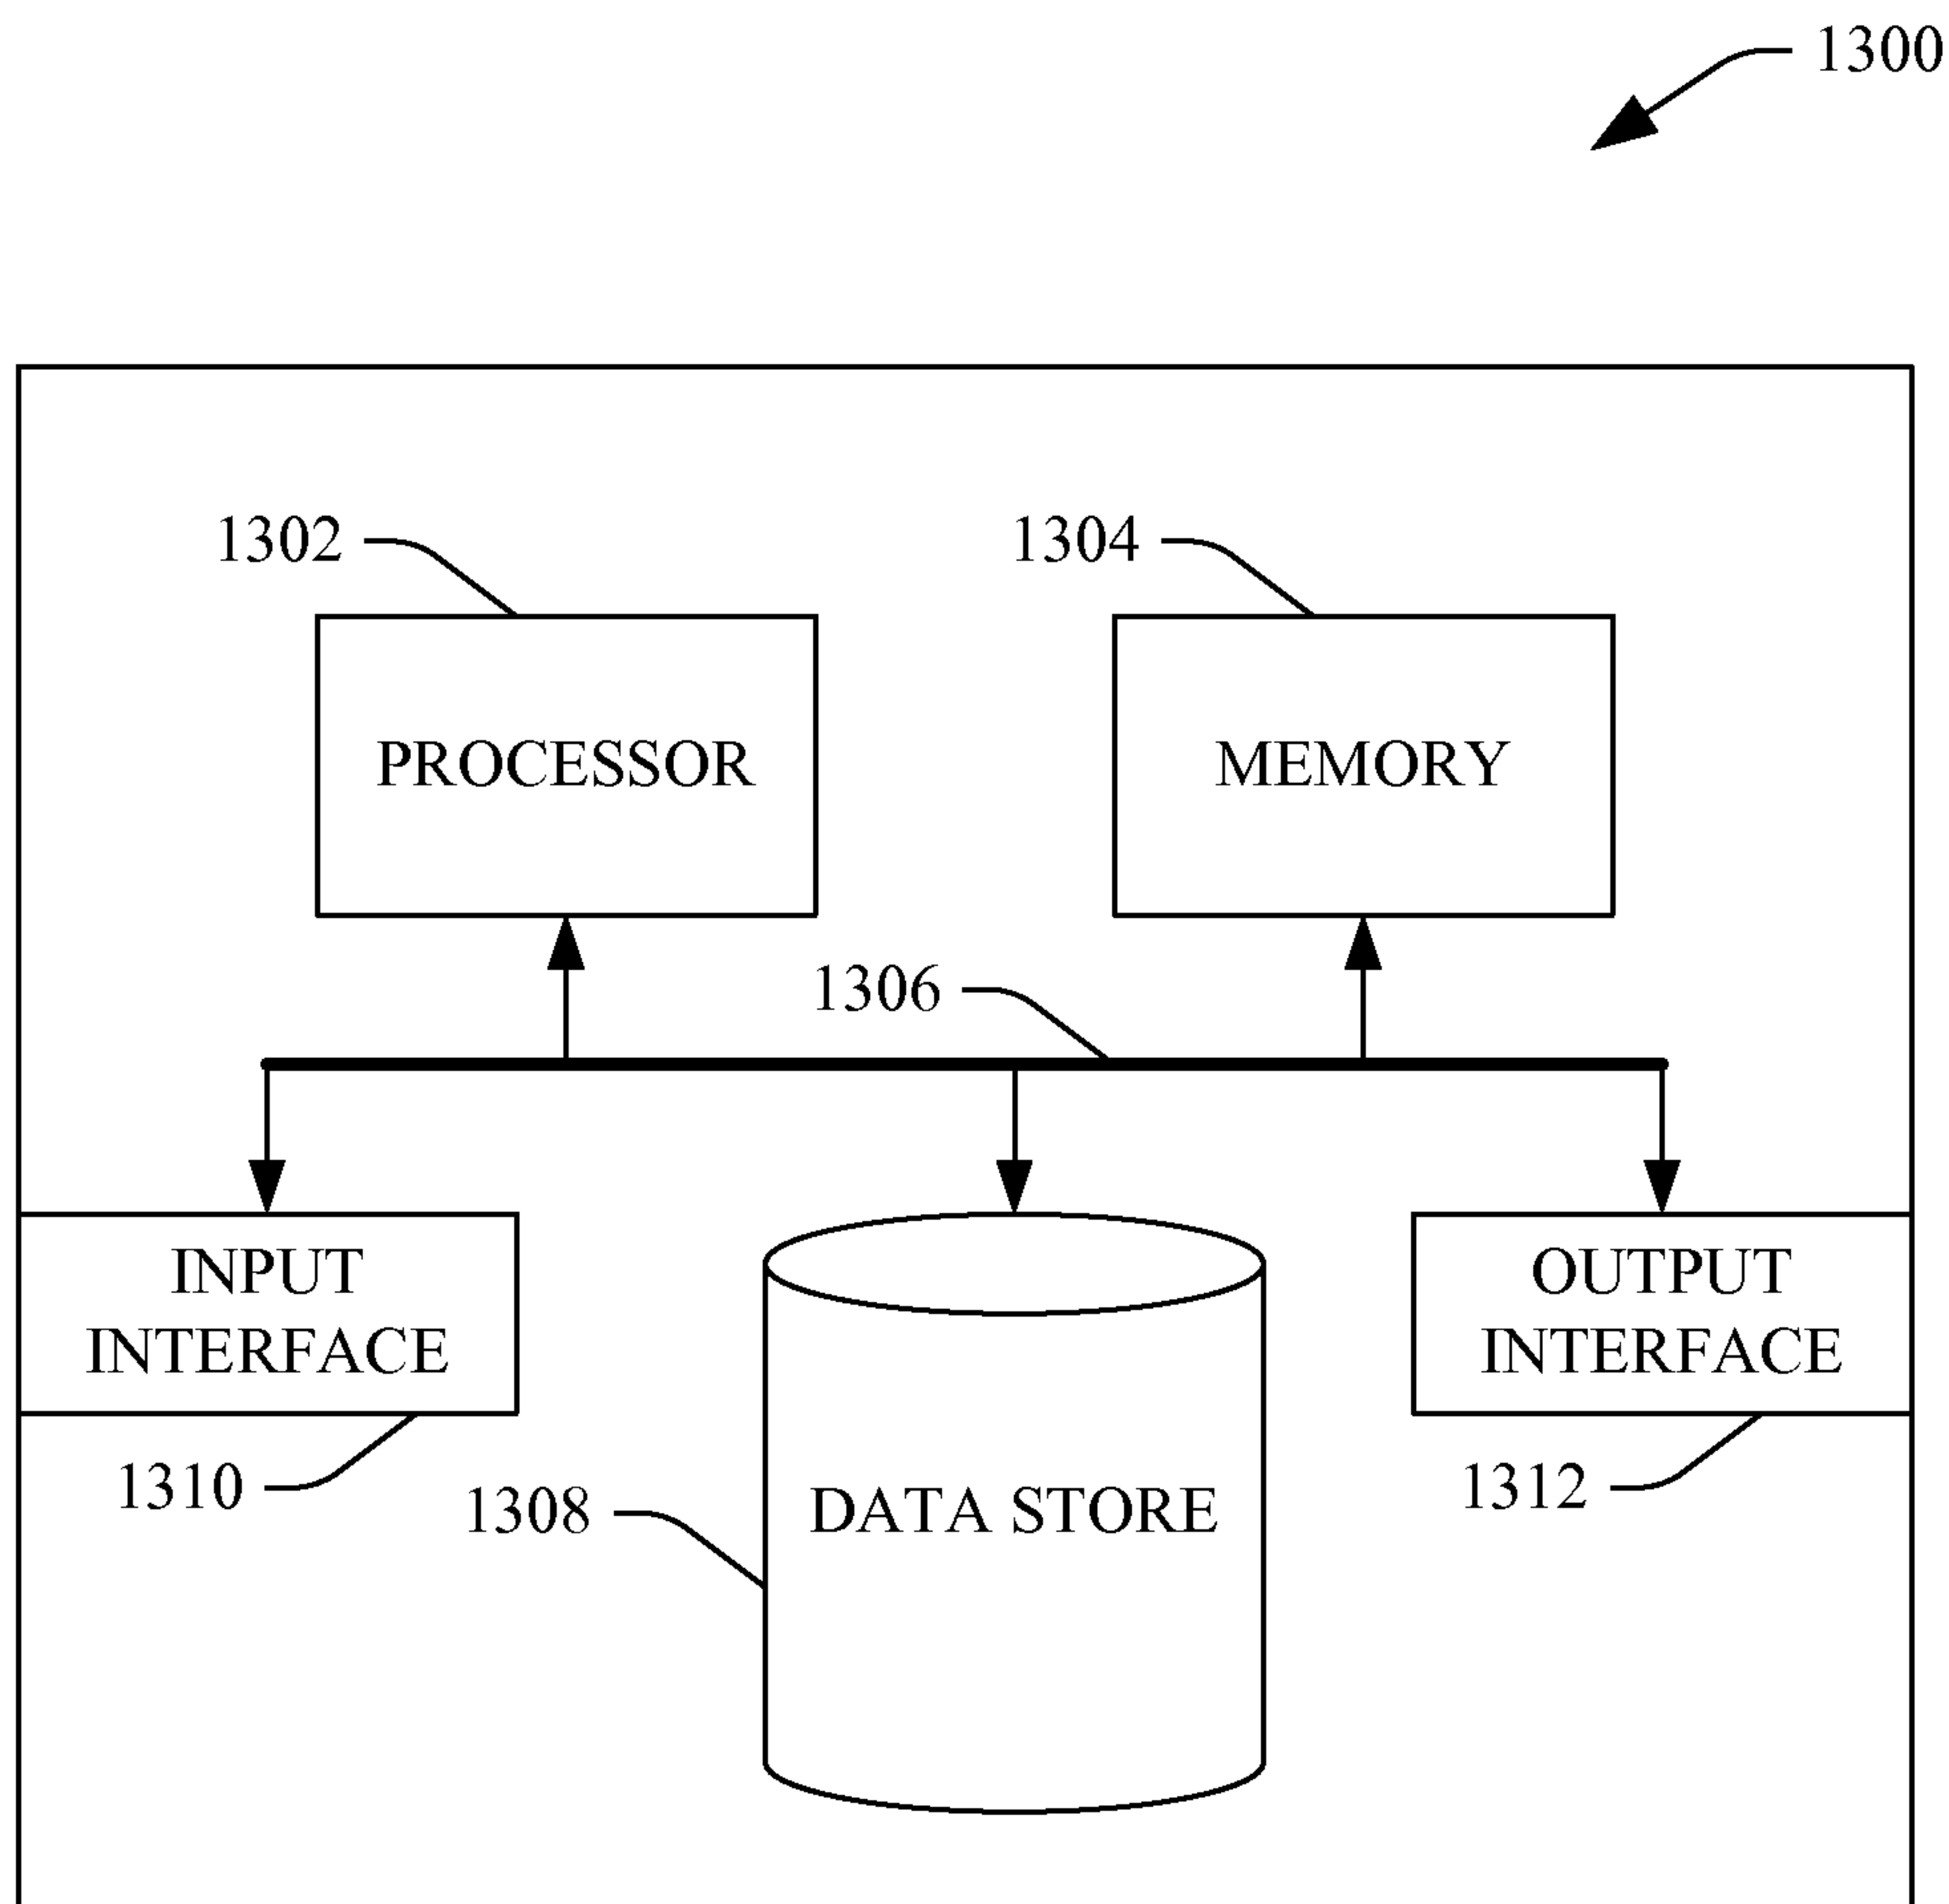 1300
1302
1304
PROCESSOR
MEMORY
1306
INPUT
INTERFACE
OUTPUT
INTERFACE
1310
1308
DATA STORE
1312